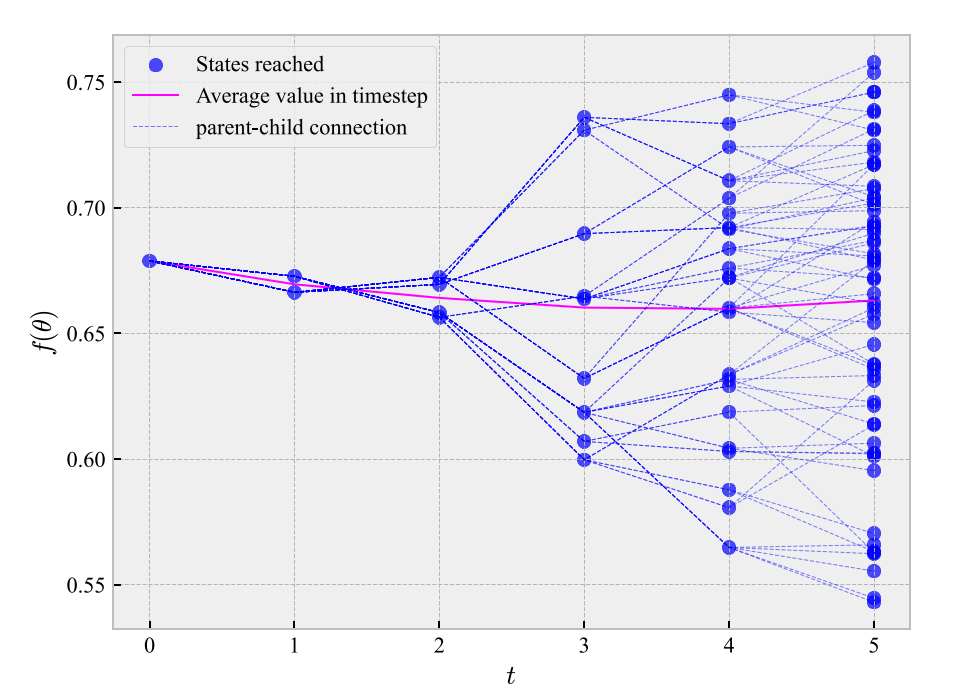 States reached
Average value in timestep
parent-child connection
0.75
0.70
0.65
0.60
0.55
f(θ)
0 1 2 3 4 5
t